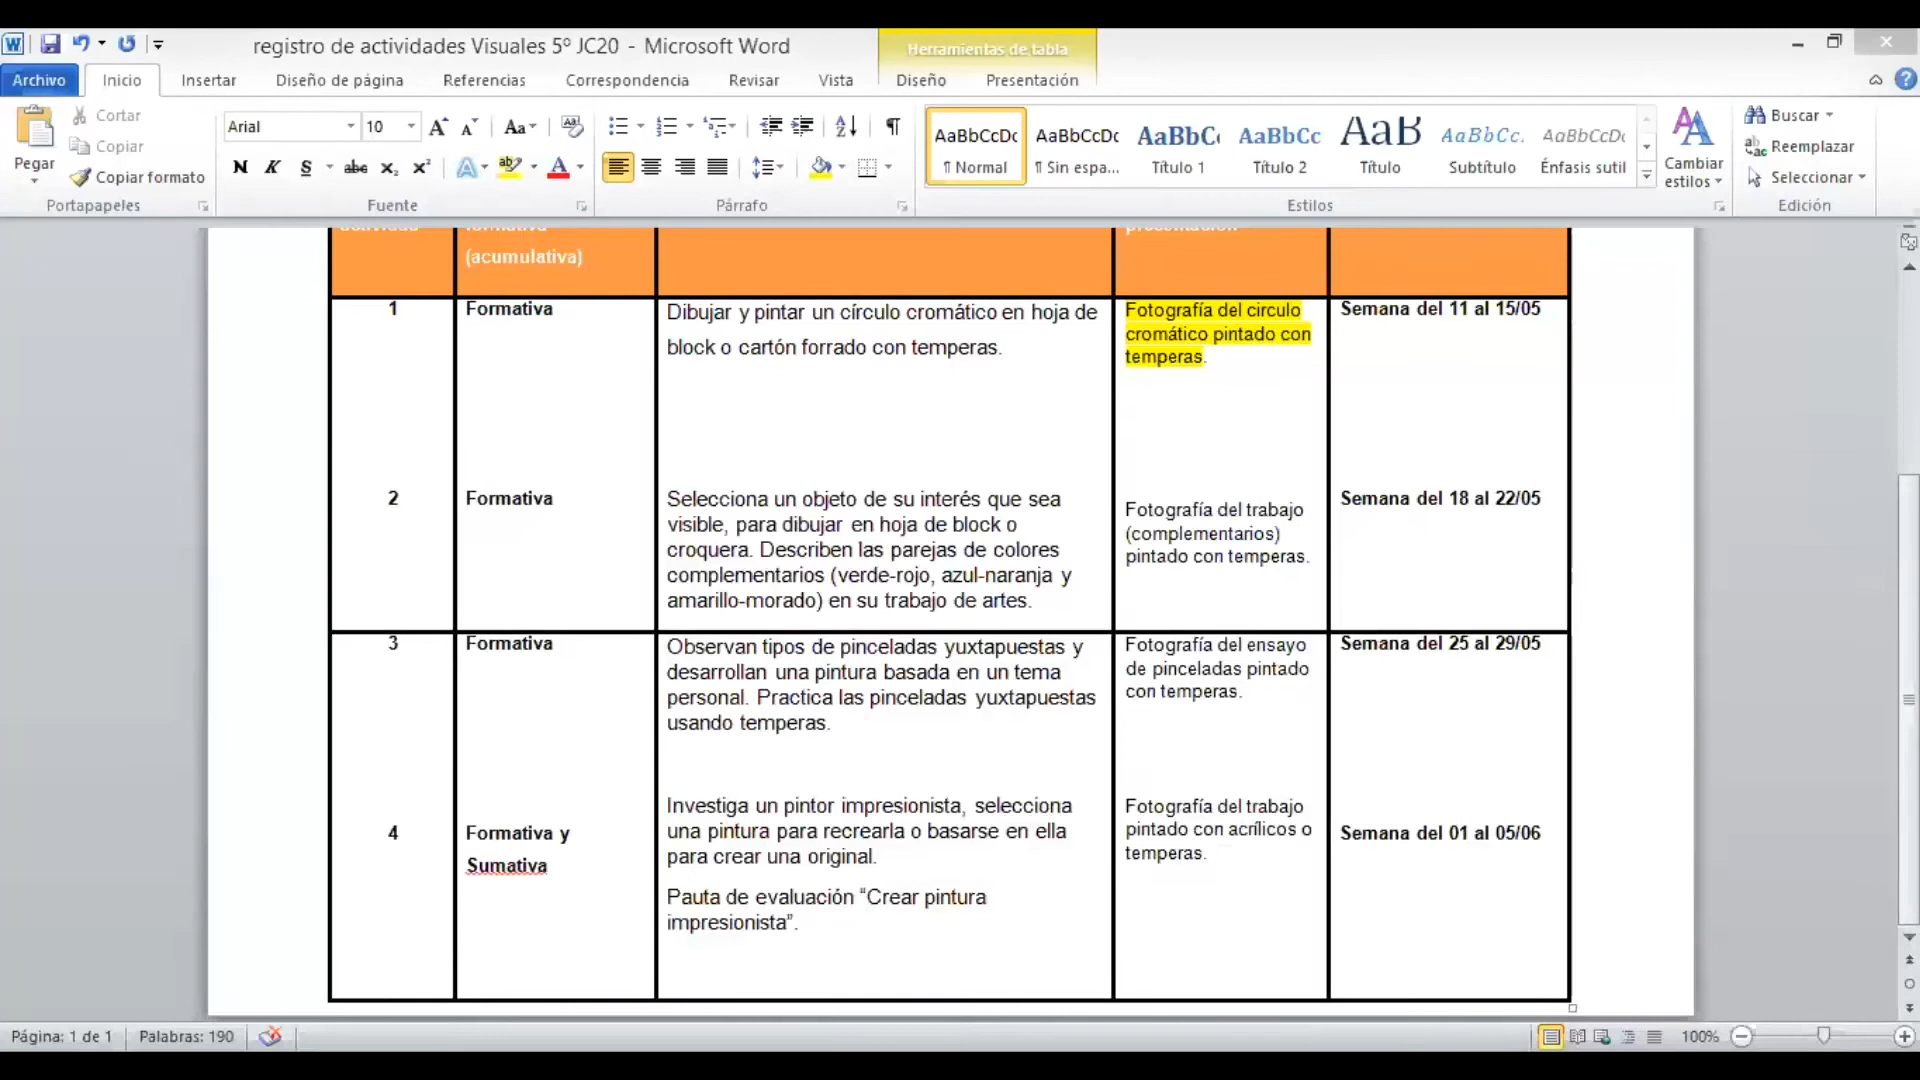 registro de actividades Visuales 5º JC20 - Microsoft Word
Herramientas de tabla
Archivo Inicio Insertar Diseño de página Referencias Correspondencia Revisar Vista Diseño Presentación
Pegar
Cortar
Copiar
Copiar formato
Portapapeles
Arial 10
Fuente
Párrafo
AaBbCcDc AaBbCcDc AaBbC AaBbCc AaB AaBbCc. AaBbCcDc
¶ Normal ¶ Sin espa... Título 1 Título 2 Título Subtítulo Énfasis sutil
Cambiar
estilos
Estilos
Buscar
Reemplazar
Seleccionar
Edición
actividad
formativa
(acumulativa)
presentación
1
Formativa
Dibujar y pintar un círculo cromático en hoja de
block o cartón forrado con temperas.
Fotografía del circulo
cromático pintado con
temperas.
Semana del 11 al 15/05
2
Formativa
Selecciona un objeto de su interés que sea
visible, para dibujar en hoja de block o
croquera. Describen las parejas de colores
complementarios (verde-rojo, azul-naranja y
amarillo-morado) en su trabajo de artes.
Fotografía del trabajo
(complementarios)
pintado con temperas.
Semana del 18 al 22/05
3
Formativa
Observan tipos de pinceladas yuxtapuestas y
desarrollan una pintura basada en un tema
personal. Practica las pinceladas yuxtapuestas
usando temperas.
Fotografía del ensayo
de pinceladas pintado
con temperas.
Semana del 25 al 29/05
4
Formativa y
Sumativa
Investiga un pintor impresionista, selecciona
una pintura para recrearla o basarse en ella
para crear una original.
Pauta de evaluación “Crear pintura
impresionista”.
Fotografía del trabajo
pintado con acrílicos o
temperas.
Semana del 01 al 05/06
Página: 1 de 1 Palabras: 190 100%